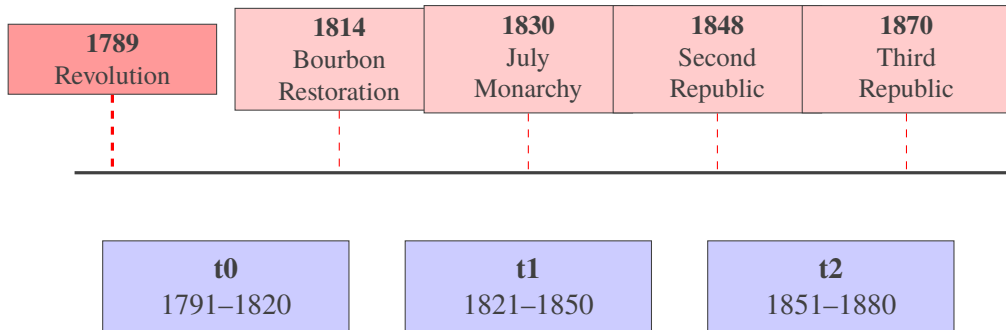 1789
Revolution
1814
Bourbon
Restoration
1830
July
Monarchy
1848
Second
Republic
1870
Third
Republic
t0
1791–1820
t1
1821–1850
t2
1851–1880